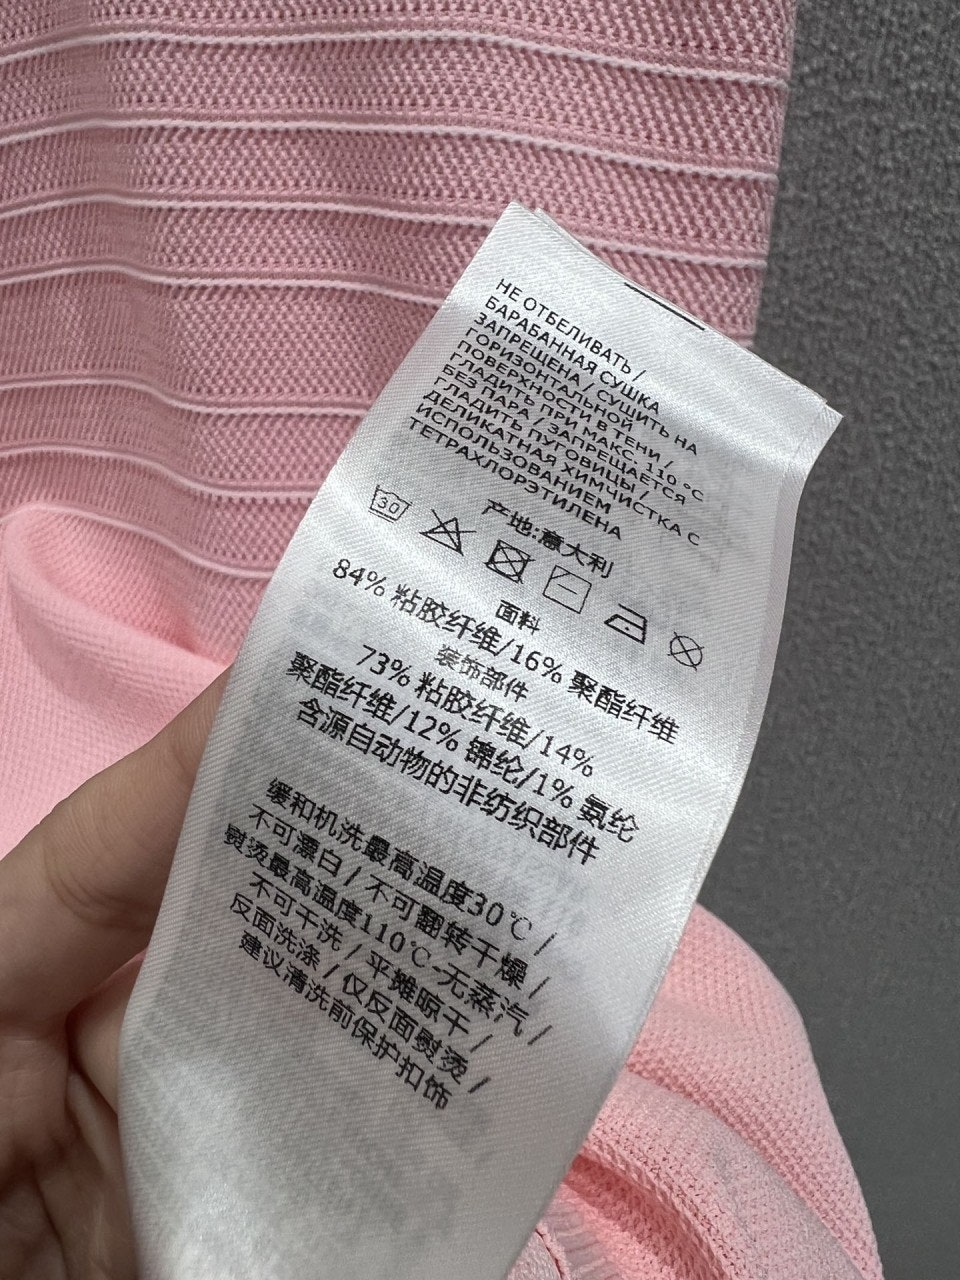 НЕ ОТБЕЛИВАТЬ /
БАРАБАННАЯ СУШКА
ЗАПРЕЩЕНА / СУШИТЬ НА
ГОРИЗОНТАЛЬНОЙ
ПОВЕРХНОСТИ В ТЕНИ /
ГЛАДИТЬ ПРИ МАКС. 110 °C
БЕЗ ПАРА / ЗАПРЕЩАЕТСЯ
ГЛАДИТЬ ПУГОВИЦЫ /
ДЕЛИКАТНАЯ ХИМЧИСТКА С
ИСПОЛЬЗОВАНИЕМ
ТЕТРАХЛОРЭТИЛЕНА
产地:意大利
30
面料
84% 粘胶纤维/16% 聚酯纤维
装饰部件
73% 粘胶纤维/14%
聚酯纤维/12% 锦纶/1% 氨纶
含源自动物的非纺织部件
缓和机洗最高温度30℃ /
不可漂白 / 不可翻转干燥 /
熨烫最高温度110℃-无蒸汽 /
不可干洗 / 平摊晾干 /
反面洗涤 / 仅反面熨烫 /
建议清洗前保护扣饰